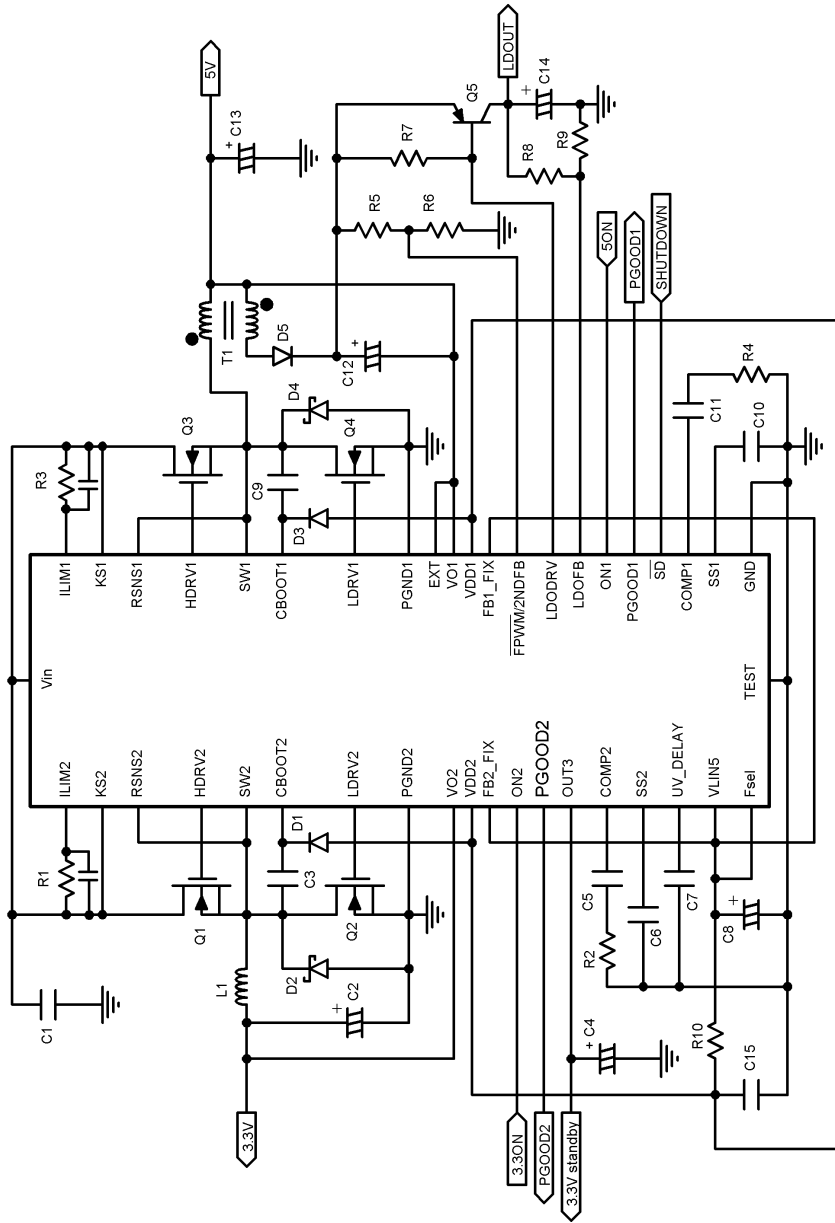 5V
+ C13
Q5
LDOUT
+ C14
R7
R8
R9
R5
R6
5ON
PGOOD1
SHUTDOWN
T1
D5
C12 +
D4
Q3
Q4
R3
C9
D3
C11
R4
C10
ILIM1
KS1
RSNS1
HDRV1
SW1
CBOOT1
LDRV1
PGND1
EXT
VO1
VDD1
FB1_FIX
FPWM/2NDFB
LDODRV
LDOFB
ON1
PGOOD1
SD
COMP1
SS1
GND
Vin
TEST
ILIM2
KS2
RSNS2
HDRV2
SW2
CBOOT2
LDRV2
PGND2
VO2
VDD2
FB2_FIX
ON2
PGOOD2
OUT3
COMP2
SS2
UV_DELAY
VLIN5
Fsel
R1
Q1
D1
C3
Q2
D2
L1
+ C2
C1
C5
R2
C6
C7
C8 +
R10
C15
+ C4
3.3V
3.3ON
PGOOD2
3.3V standby